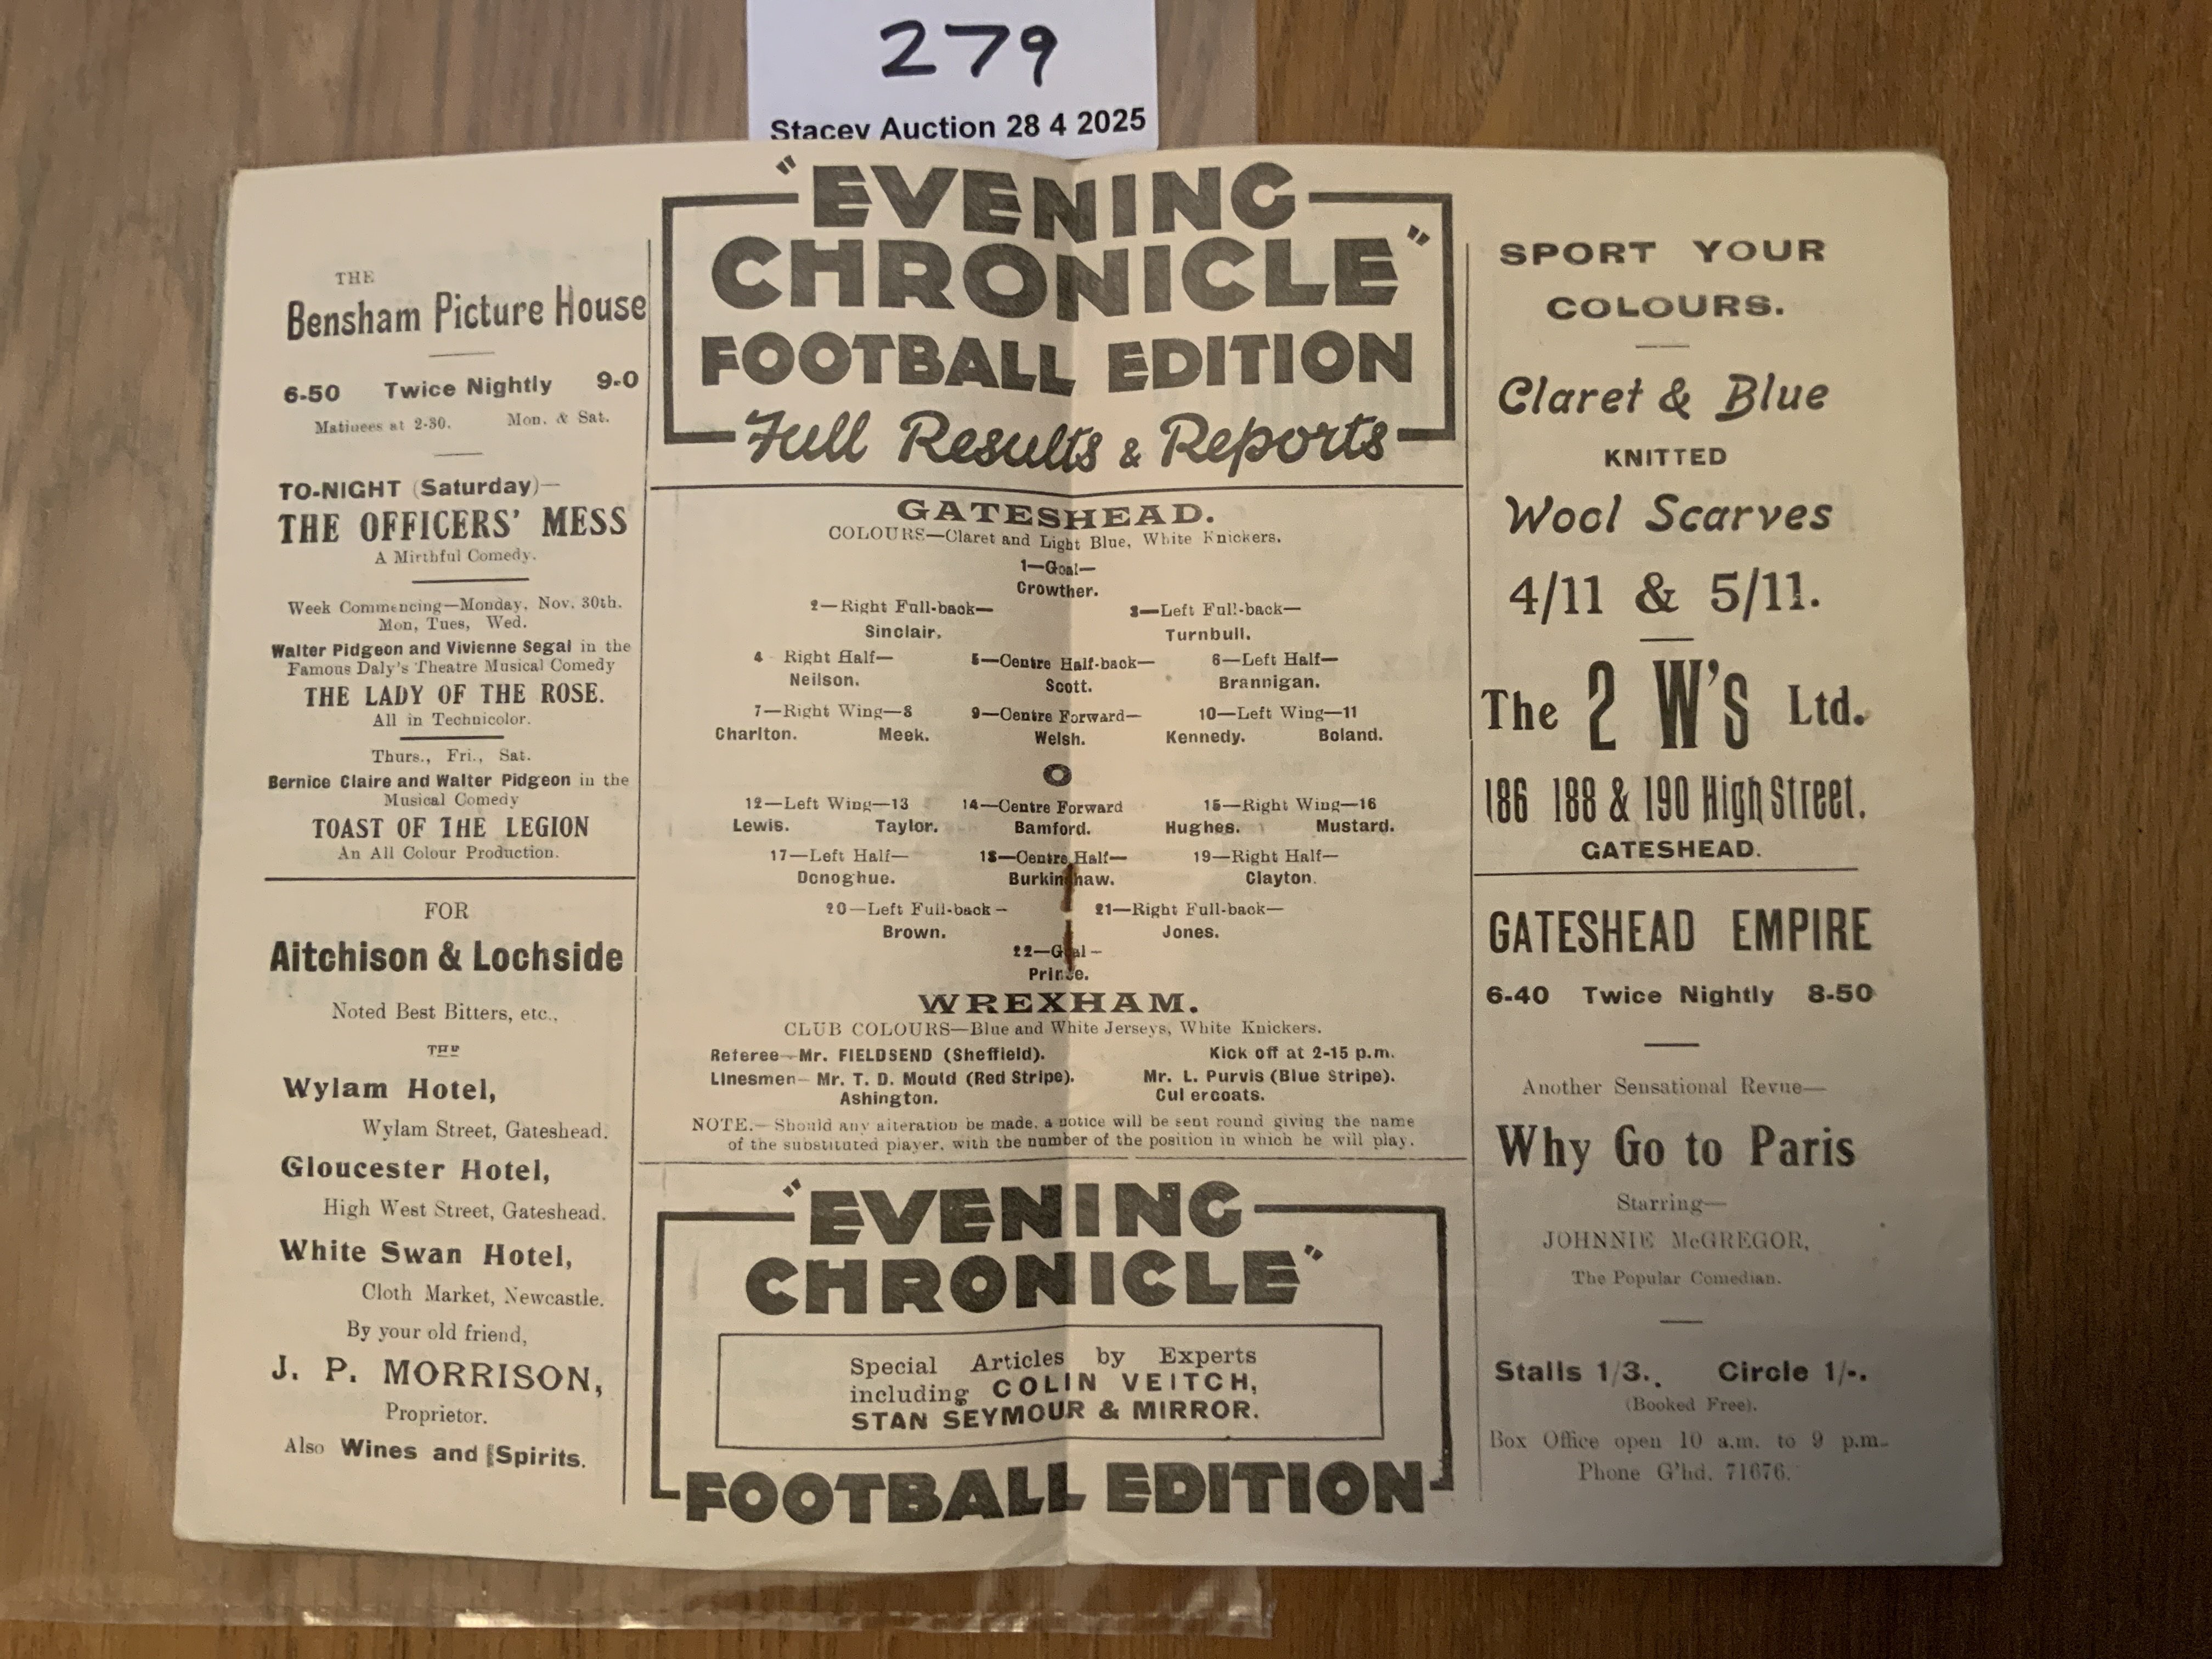 279
Stacey Auction 28 4 2025
THE
Bensham Picture House
6-50 Twice Nightly 9-0
Matinees at 2-30. Mon. & Sat.
TO-NIGHT (Saturday)—
THE OFFICERS' MESS
A Mirthful Comedy.
Week Commencing—Monday, Nov. 30th.
Mon, Tues, Wed.
Walter Pidgeon and Vivienne Segal in the
Famous Daly's Theatre Musical Comedy
THE LADY OF THE ROSE.
All in Technicolor.
Thurs., Fri., Sat.
Bernice Claire and Walter Pidgeon in the
Musical Comedy
TOAST OF THE LEGION
An All Colour Production.
FOR
Aitchison & Lochside
Noted Best Bitters, etc.,
THE
Wylam Hotel,
Wylam Street, Gateshead.
Gloucester Hotel,
High West Street, Gateshead.
White Swan Hotel,
Cloth Market, Newcastle.
By your old friend,
J. P. MORRISON,
Proprietor.
Also Wines and Spirits.
"EVENING
CHRONICLE"
FOOTBALL EDITION
Full Results & Reports
GATESHEAD.
COLOURS—Claret and Light Blue, White Knickers.
1—Goal—
Crowther.
2—Right Full-back— 3—Left Full-back—
Sinclair. Turnbull.
4 Right Half— 5—Centre Half-back— 6—Left Half—
Neilson. Scott. Brannigan.
7—Right Wing—8 9—Centre Forward— 10—Left Wing—11
Charlton. Meek. Welsh. Kennedy. Boland.
O
12—Left Wing—13 14—Centre Forward 15—Right Wing—16
Lewis. Taylor. Bamford. Hughes. Mustard.
17—Left Half— 18—Centre Half— 19—Right Half—
Donoghue. Burkinshaw. Clayton.
20—Left Full-back— 21—Right Full-back—
Brown. Jones.
22—Goal—
Prince.
WREXHAM.
CLUB COLOURS—Blue and White Jerseys, White Knickers.
Referee—Mr. FIELDSEND (Sheffield). Kick off at 2-15 p.m.
Linesmen—Mr. T. D. Mould (Red Stripe). Mr. L. Purvis (Blue Stripe).
Ashington. Cul ercoats.
NOTE.—Should any alteration be made, a notice will be sent round giving the name
of the substituted player, with the number of the position in which he will play.
"EVENING
CHRONICLE"
Special Articles by Experts
including COLIN VEITCH,
STAN SEYMOUR & MIRROR.
FOOTBALL EDITION
SPORT YOUR
COLOURS.
Claret & Blue
KNITTED
Wool Scarves
4/11 & 5/11.
The 2 W's Ltd.
186 188 & 190 High Street.
GATESHEAD.
GATESHEAD EMPIRE
6-40 Twice Nightly 8-50
Another Sensational Revue—
Why Go to Paris
Starring—
JOHNNIE McGREGOR,
The Popular Comedian.
Stalls 1/3. Circle 1/-.
(Booked Free).
Box Office open 10 a.m. to 9 p.m.
Phone G'hd. 71676.